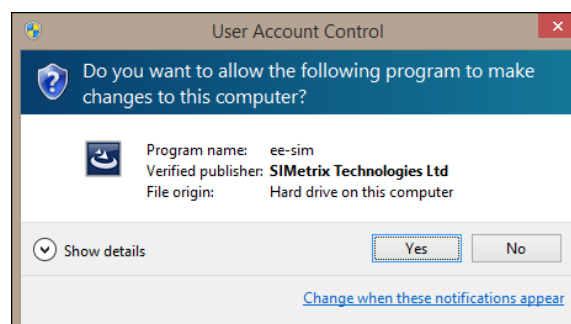 User Account Control
Do you want to allow the following program to make
changes to this computer?
Program name: ee-sim
Verified publisher: SIMetrix Technologies Ltd
File origin: Hard drive on this computer
Show details
Yes
No
Change when these notifications appear